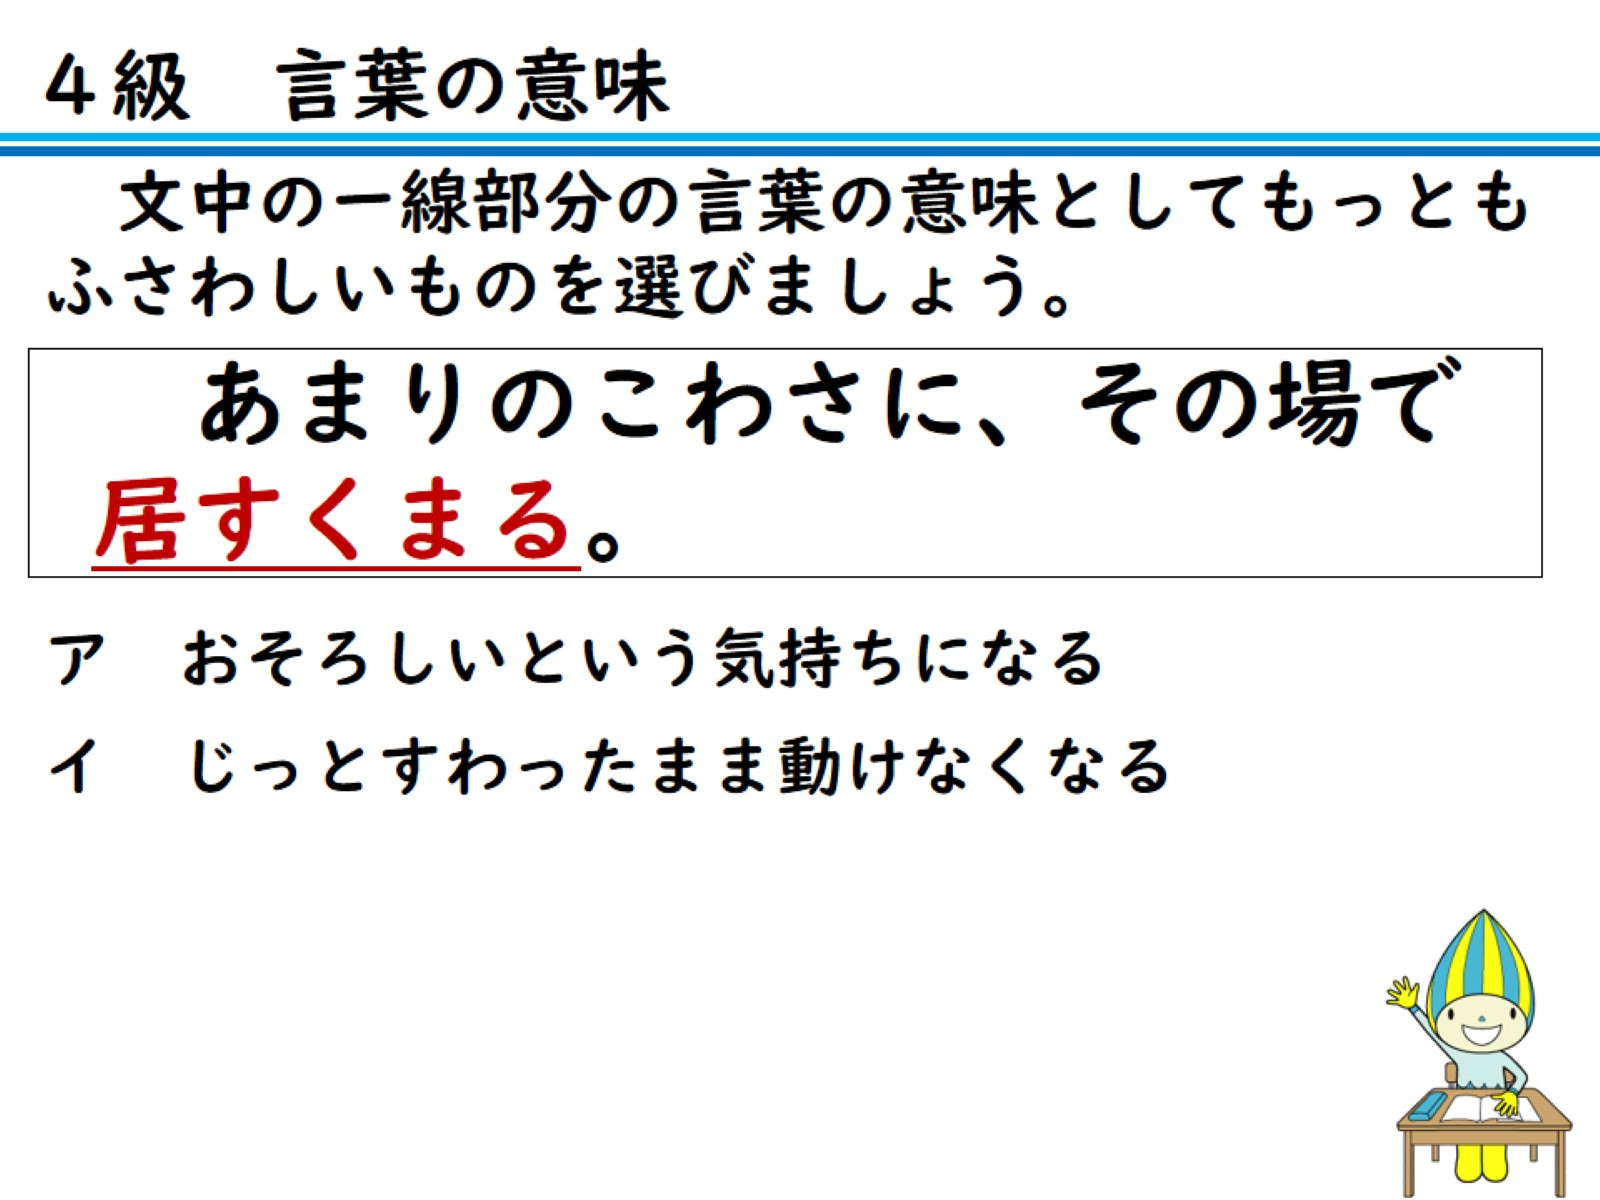 ４級　言葉の意味
文中の一線部分の言葉の意味としてもっとも
ふさわしいものを選びましょう。
あまりのこわさに、その場で
居すくまる。
ア　おそろしいという気持ちになる
イ　じっとすわったまま動けなくなる